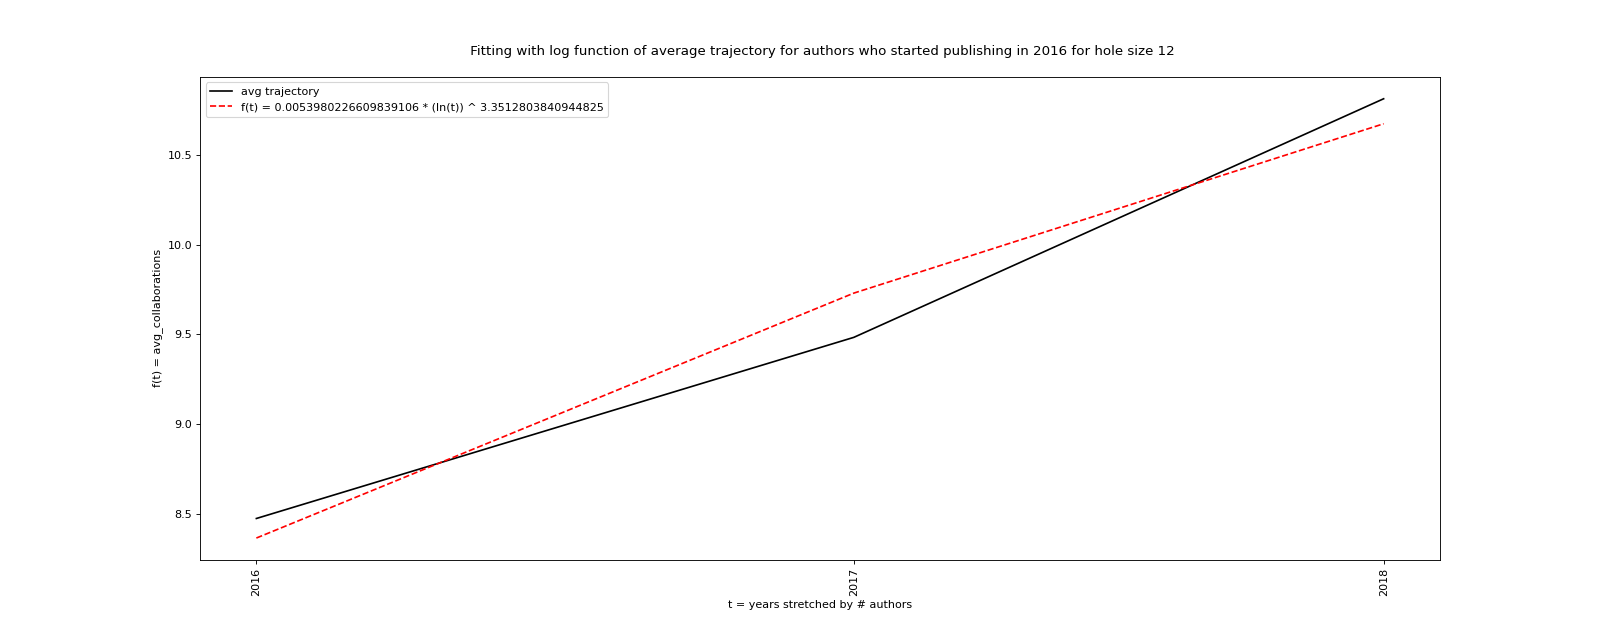 Fitting with log function of average trajectory for authors who started publishing in 2016 for hole size 12
avg trajectory
f(t) = 0.0053980226609839106 * (ln(t)) ^ 3.3512803840944825
10.5
10.0
9.5
9.0
8.5
f(t) = avg_collaborations
2016
2017
2018
t = years stretched by # authors